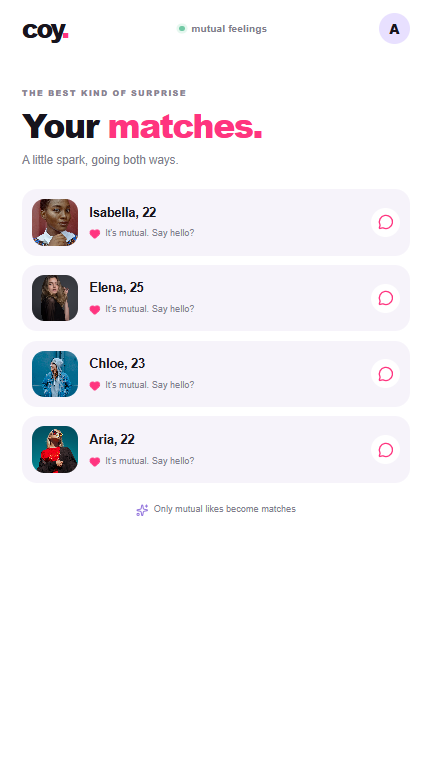 coy.
mutual feelings
A
THE BEST KIND OF SURPRISE
Your matches.
A little spark, going both ways.
Isabella, 22
It's mutual. Say hello?
Elena, 25
It's mutual. Say hello?
Chloe, 23
It's mutual. Say hello?
Aria, 22
It's mutual. Say hello?
Only mutual likes become matches